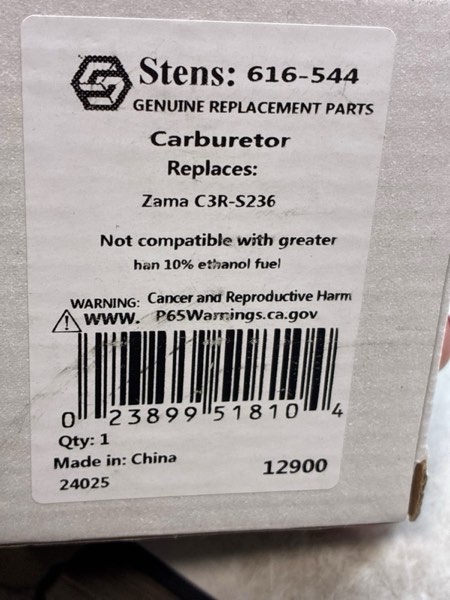 Stens: 616-544
GENUINE REPLACEMENT PARTS
Carburetor
Replaces:
Zama C3R-S236
Not compatible with greater
han 10% ethanol fuel
WARNING: Cancer and Reproductive Harm
WWW. P65Warnings.ca.gov
0 23899 51810 4
Qty: 1
Made in: China
24025
12900